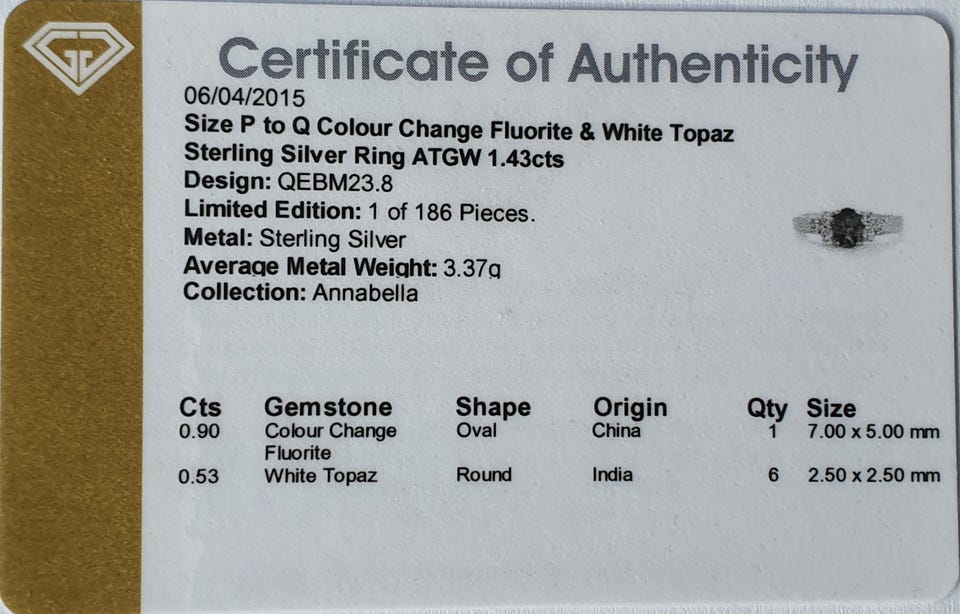 Certificate of Authenticity
06/04/2015
Size P to Q Colour Change Fluorite & White Topaz
Sterling Silver Ring ATGW 1.43cts
Design: QEBM23.8
Limited Edition: 1 of 186 Pieces.
Metal: Sterling Silver
Average Metal Weight: 3.37g
Collection: Annabella
Cts Gemstone Shape Origin Qty Size
0.90 Colour Change Oval China 1 7.00 x 5.00 mm
Fluorite
0.53 White Topaz Round India 6 2.50 x 2.50 mm